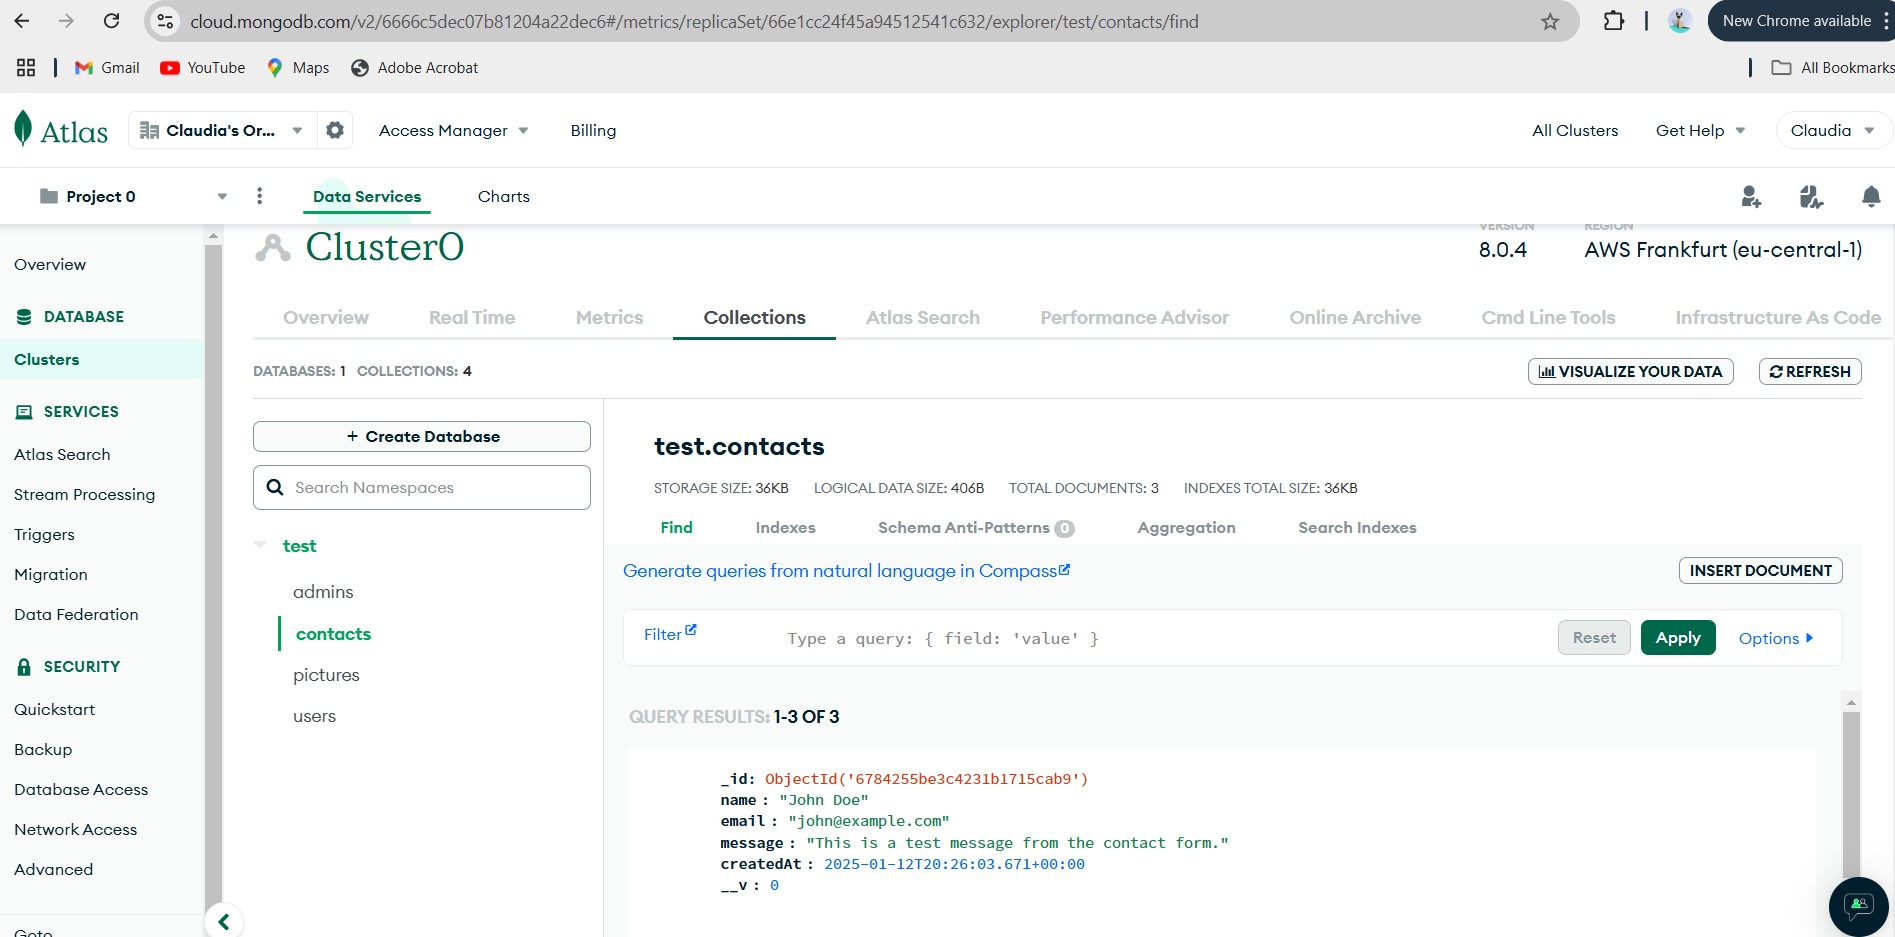 cloud.mongodb.com/v2/6666c5dec07b81204a22dec6#/metrics/replicaSet/66e1cc24f45a94512541c632/explorer/test/contacts/find
New Chrome available
Gmail YouTube Maps Adobe Acrobat All Bookmarks
Atlas Claudia's Or... Access Manager Billing All Clusters Get Help Claudia
Project 0 Data Services Charts
Overview
DATABASE
Clusters
SERVICES
Atlas Search
Stream Processing
Triggers
Migration
Data Federation
SECURITY
Quickstart
Backup
Database Access
Network Access
Advanced
Goto
Cluster0
VERSION REGION
8.0.4 AWS Frankfurt (eu-central-1)
Overview Real Time Metrics Collections Atlas Search Performance Advisor Online Archive Cmd Line Tools Infrastructure As Code
DATABASES: 1 COLLECTIONS: 4
VISUALIZE YOUR DATA REFRESH
+ Create Database
Search Namespaces
test
admins
contacts
pictures
users
test.contacts
STORAGE SIZE: 36KB LOGICAL DATA SIZE: 406B TOTAL DOCUMENTS: 3 INDEXES TOTAL SIZE: 36KB
Find Indexes Schema Anti-Patterns 0 Aggregation Search Indexes
Generate queries from natural language in Compass
INSERT DOCUMENT
Filter Type a query: { field: 'value' } Reset Apply Options
QUERY RESULTS: 1-3 OF 3
_id: ObjectId('6784255be3c4231b1715cab9')
name : "John Doe"
email : "john@example.com"
message : "This is a test message from the contact form."
createdAt : 2025-01-12T20:26:03.671+00:00
__v : 0